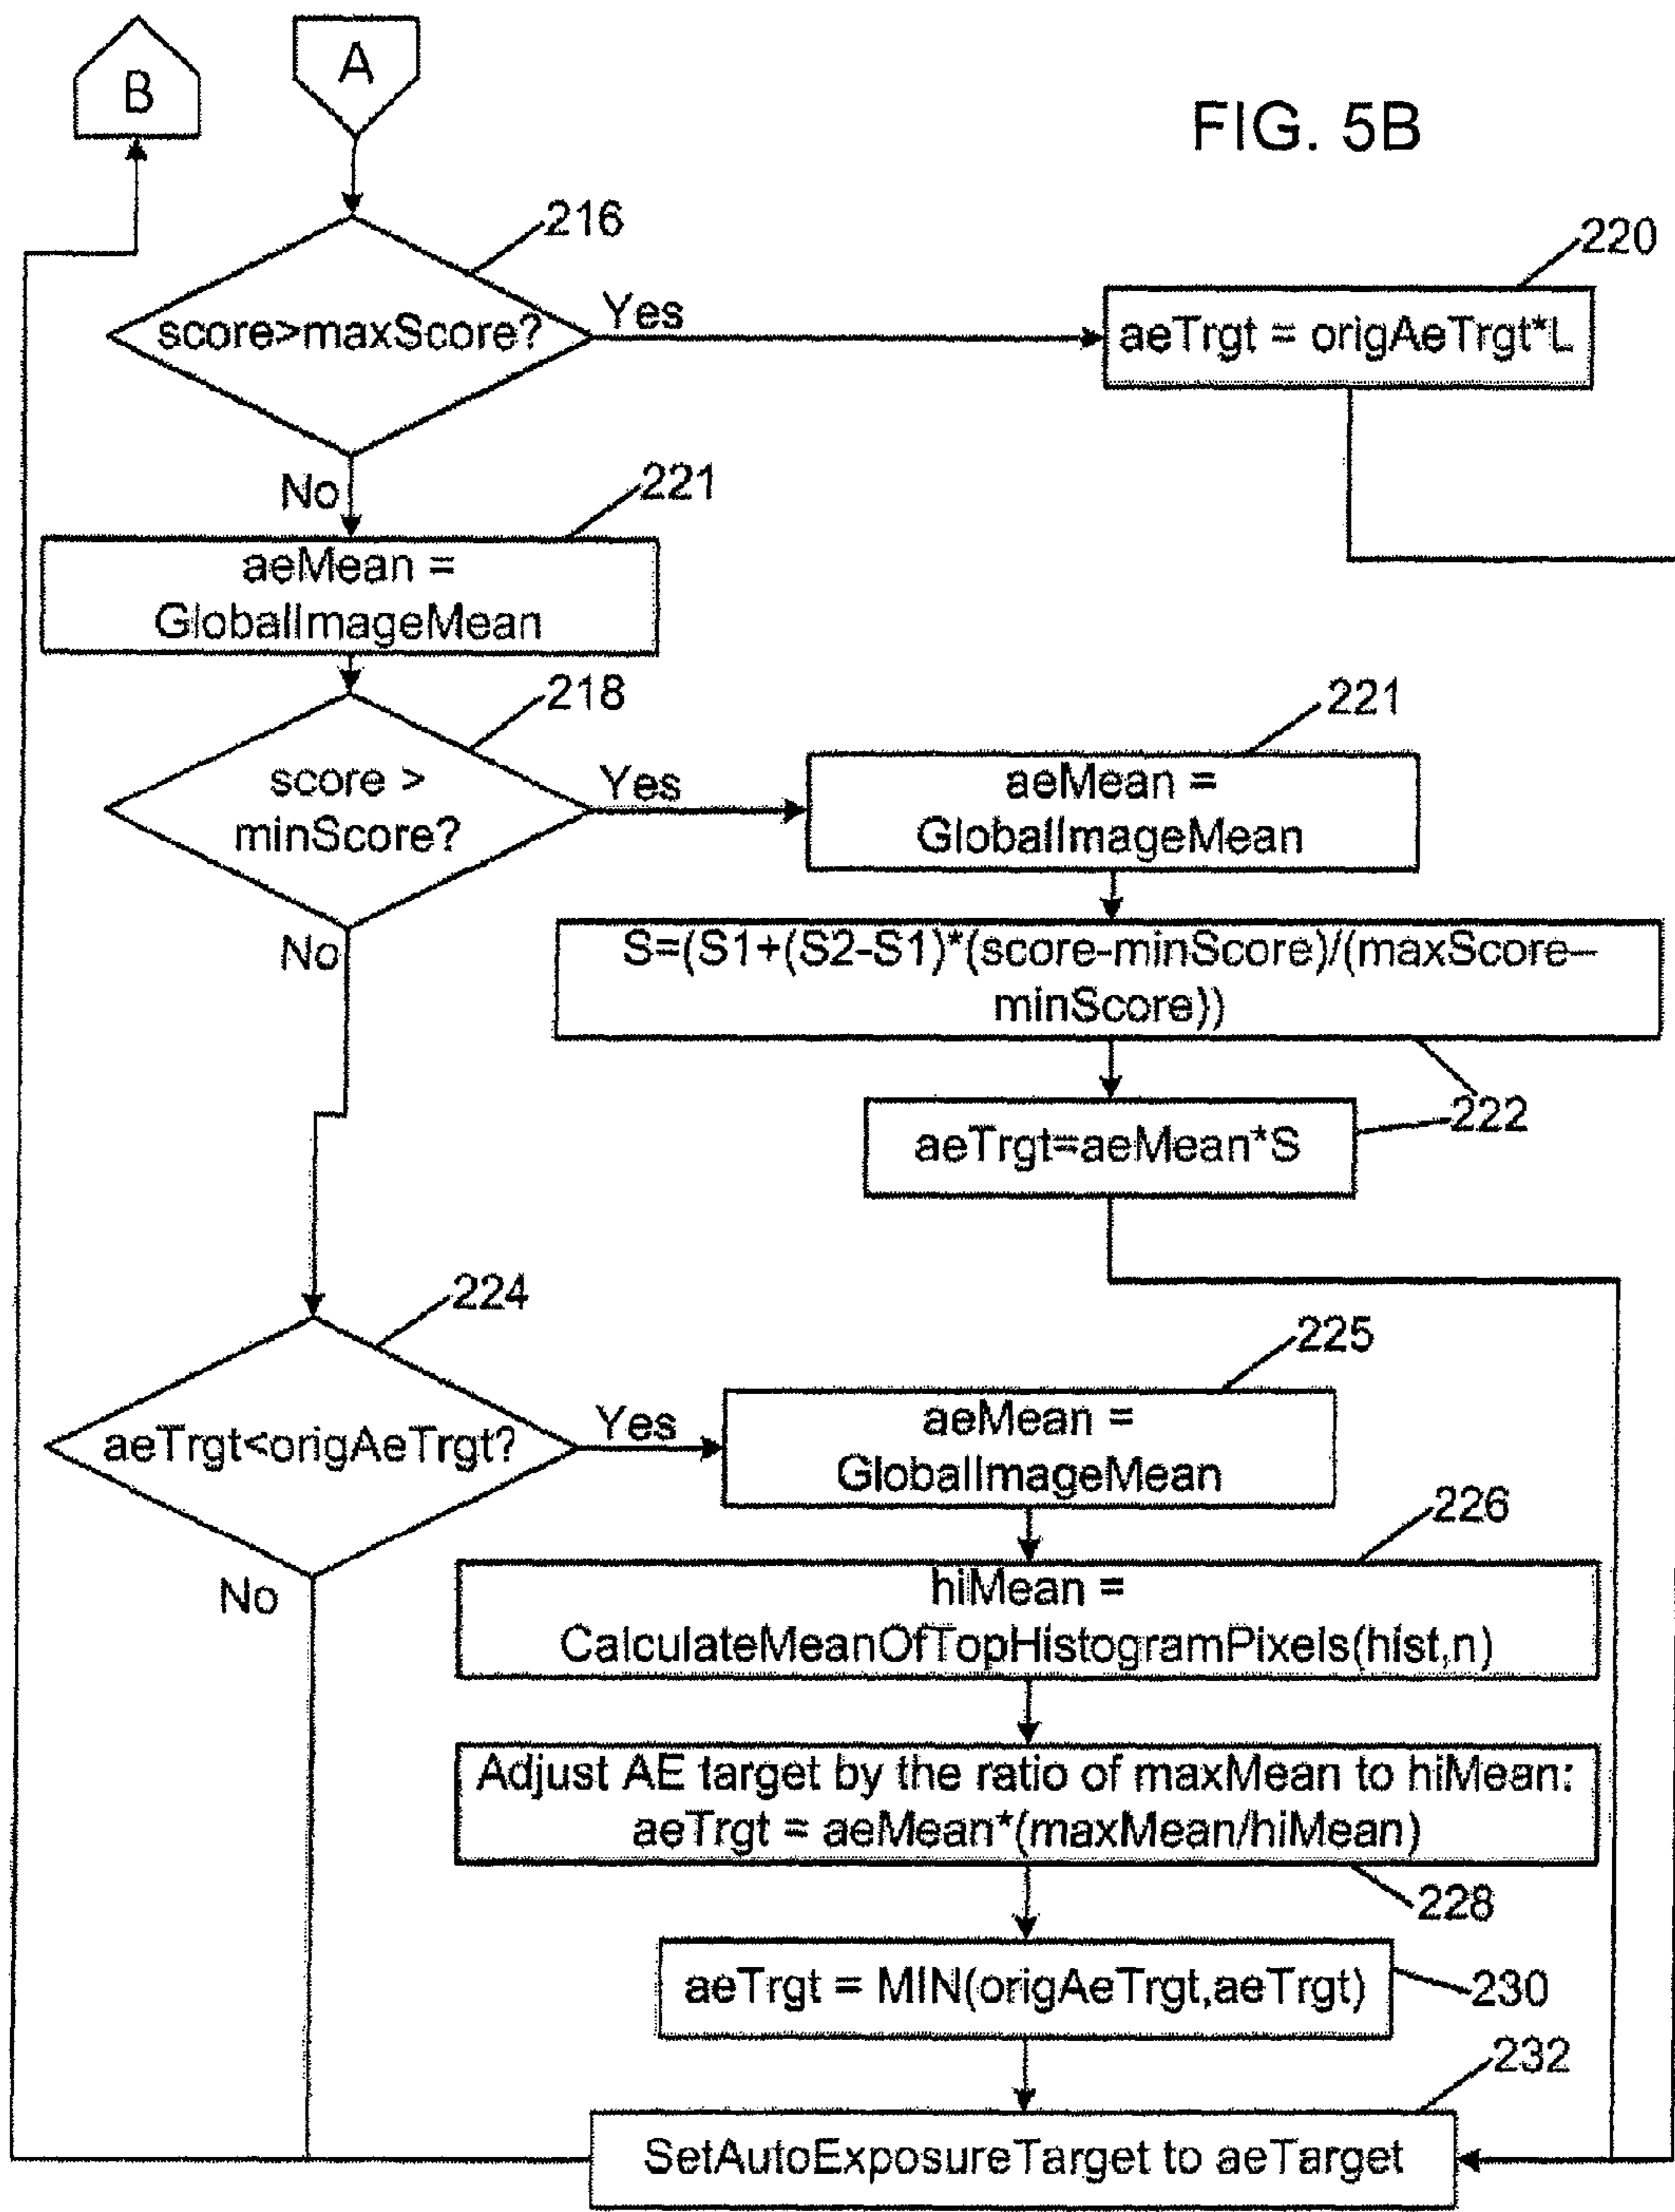 B
A
FIG. 5B
216
220
score>maxScore?
Yes
aeTrgt = origAeTrgt*L
No
221
aeMean =
GlobalImageMean
218
221
score >
minScore?
Yes
aeMean =
GlobalImageMean
No
S=(S1+(S2-S1)*(score-minScore)/(maxScore–
minScore))
222
aeTrgt=aeMean*S
224
225
aeTrgt<origAeTrgt?
Yes
aeMean =
GlobalImageMean
226
No
hiMean =
CalculateMeanOfTopHistogramPixels(hist,n)
Adjust AE target by the ratio of maxMean to hiMean:
aeTrgt = aeMean*(maxMean/hiMean)
228
aeTrgt = MIN(origAeTrgt,aeTrgt)
230
232
SetAutoExposureTarget to aeTarget